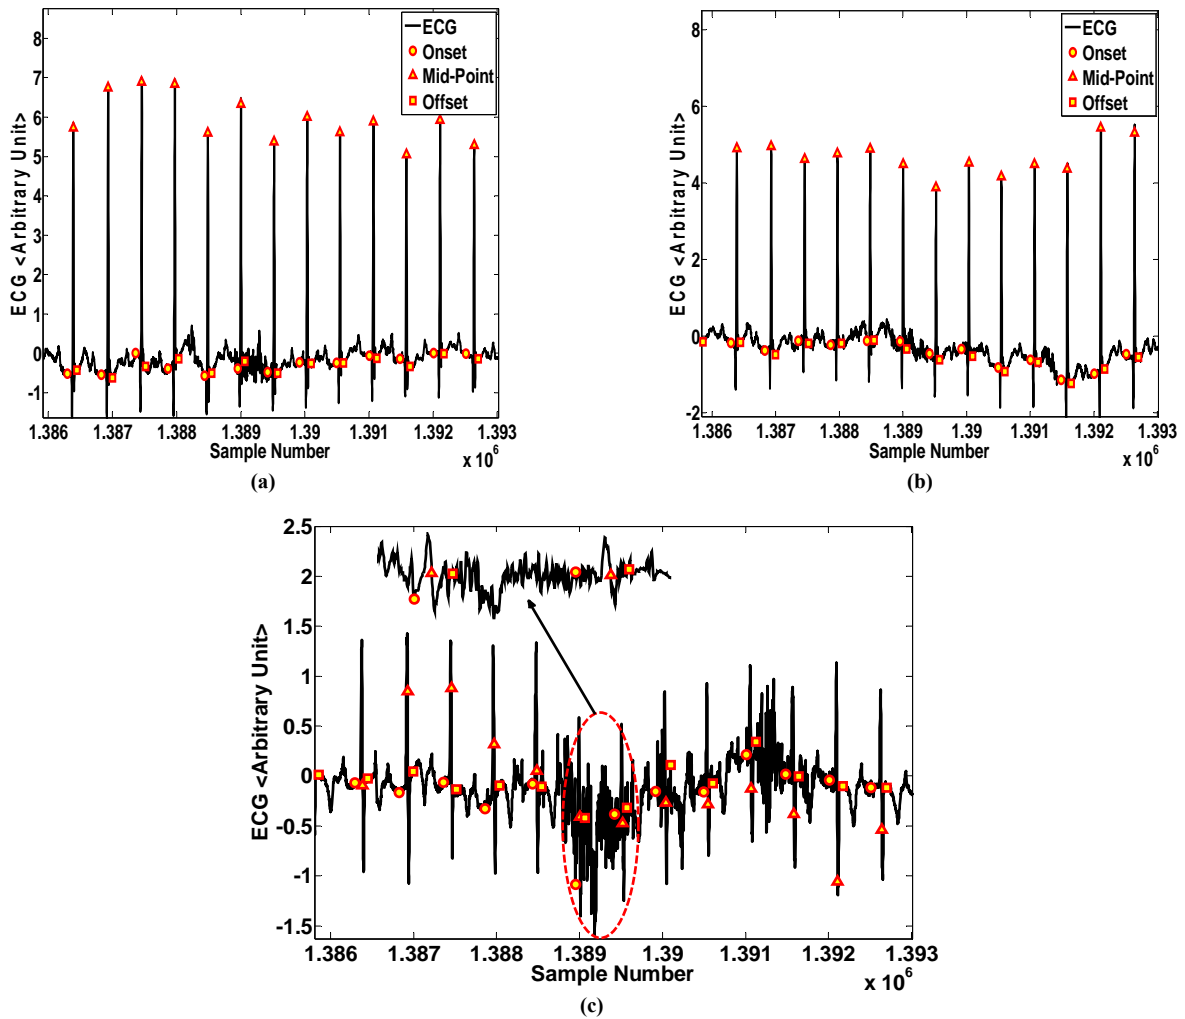 ECG
Onset
Mid-Point
Offset
8
7
6
5
4
3
2
1
0
-1
ECG <Arbitrary Unit>
1.386 1.387 1.388 1.389 1.39 1.391 1.392 1.393
Sample Number
x 10^6
(a)
ECG
Onset
Mid-Point
Offset
8
6
4
2
0
-2
ECG <Arbitrary Unit>
1.386 1.387 1.388 1.389 1.39 1.391 1.392 1.393
Sample Number
x 10^6
(b)
2.5
2
1.5
1
0.5
0
-0.5
-1
-1.5
ECG <Arbitrary Unit>
1.386 1.387 1.388 1.389 1.39 1.391 1.392 1.393
Sample Number
x 10^6
(c)